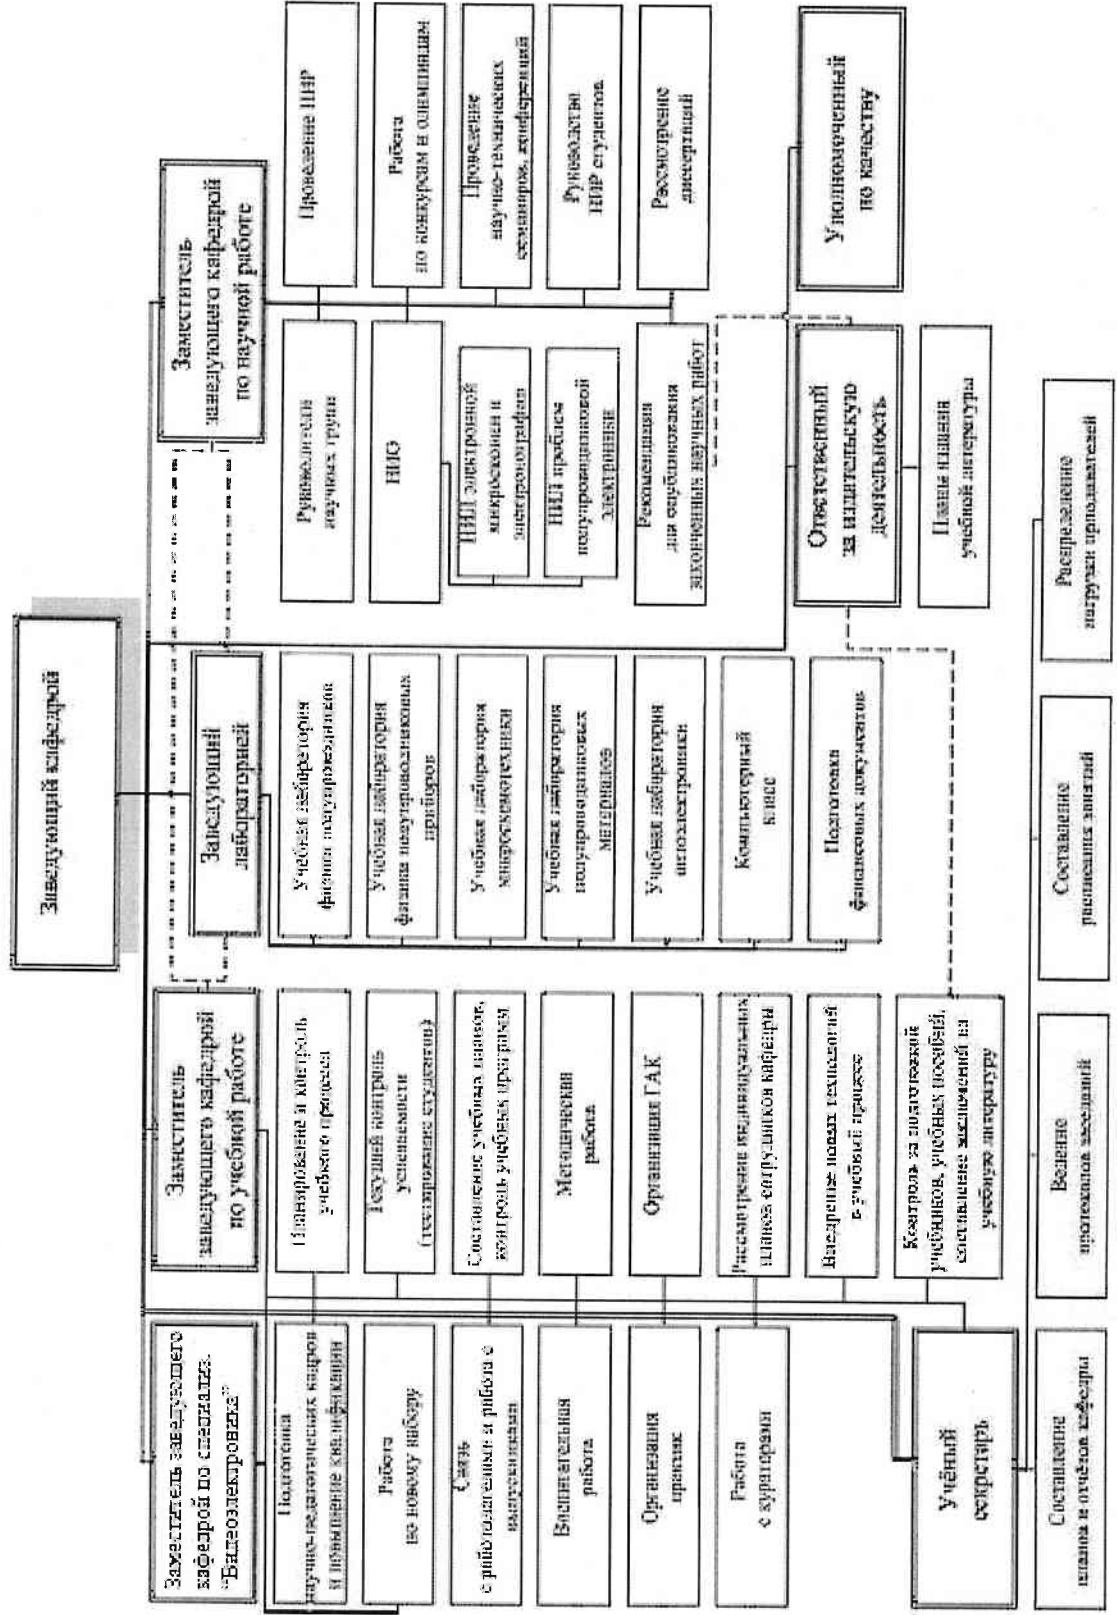 Заведующий кафедрой
Заместитель заведующего
кафедрой по специализ.
"Видеоэлектроника"
Заместитель
заведующего кафедрой
по учебной работе
Заведующий
лабораторией
Заместитель
заведующего кафедрой
по научной работе
Подготовка
научно-педагогических кадров
и повышение квалификации
Работа
по новому набору
Связь
с работодателями и работа с
выпускниками
Воспитательная
работа
Организация
практик
Работа
с кураторами
Планирование и контроль
учебного процесса
Текущий контроль
успеваемости
(тестирование студентов)
Составление учебных планов,
контроль учебных программ
Методическая
работа
Организация ГАК
Рассмотрение индивидуальных
планов сотрудников кафедры
Внедрение новых технологий
в учебный процесс
Контроль за подготовкой
учебников, учебных пособий,
составление заключений на
учебную литературу
Учебная лаборатория
физики полупроводников
Учебная лаборатория
физики полупроводниковых
приборов
Учебная лаборатория
микросхемотехники
Учебная лаборатория
полупроводниковых
материалов
Учебная лаборатория
оптоэлектроники
Компьютерный
класс
Подготовка
финансовых документов
Руководители
научных групп
НИО
НИЛ электронной
микроскопии и
электронографии
НИЛ проблем
полупроводниковой
электроники
Рекомендации
для опубликования
законченных научных работ
Проведение НИР
Работа
по конкурсам и олимпиадам
Проведение
научно-технических
семинаров, конференций
Руководство
НИР студентов
Рассмотрение
диссертаций
Учёный
секретарь
Ответственный
за издательскую
деятельность
Уполномоченный
по качеству
Планы издания
учебной литературы
Составление
планов и отчётов кафедры
Ведение
протоколов заседаний
Составление
расписания занятий
Распределение
нагрузки преподавателей